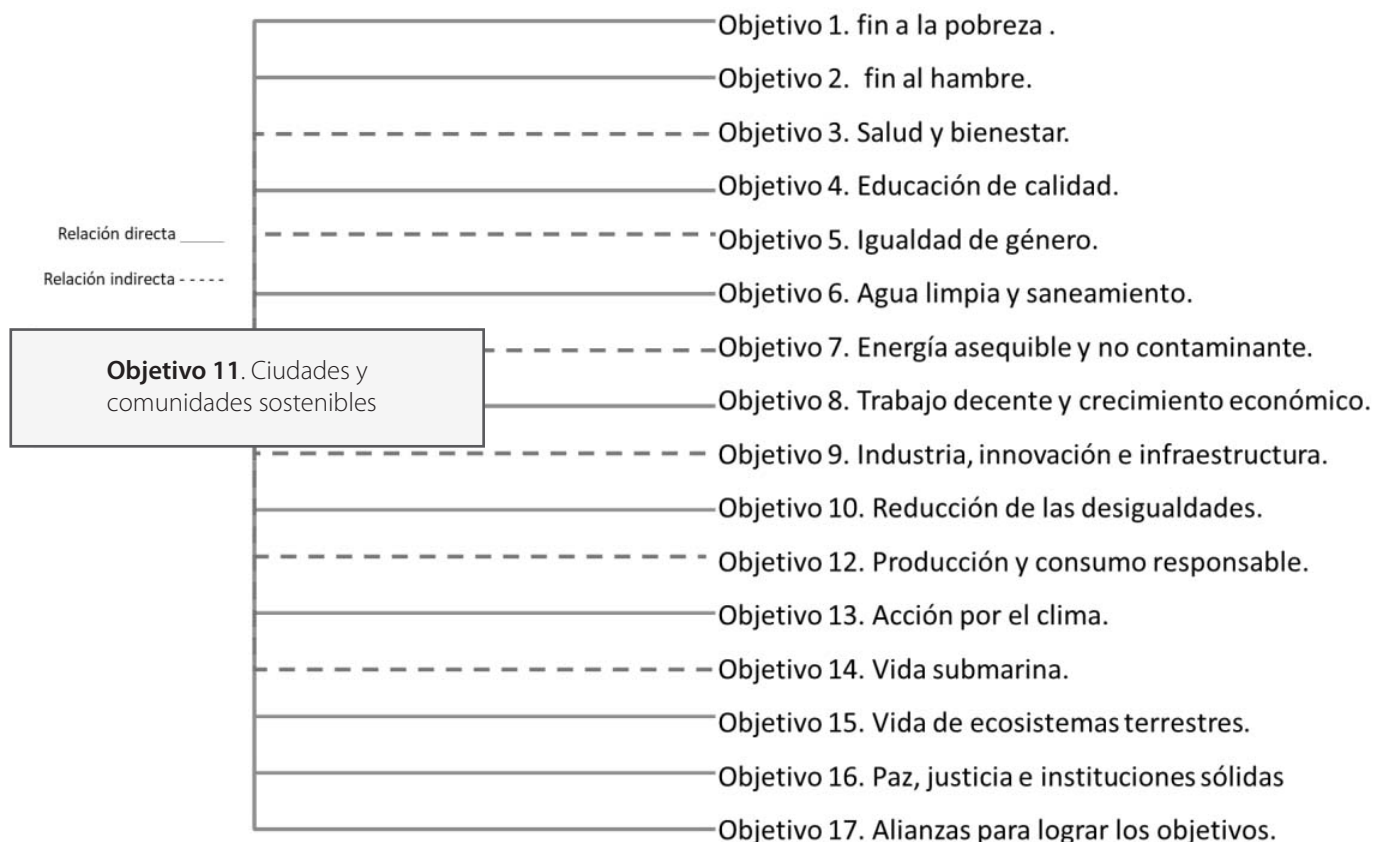 Objetivo 1. fin a la pobreza .
Objetivo 2. fin al hambre.
Objetivo 3. Salud y bienestar.
Objetivo 4. Educación de calidad.
Relación directa ______
Objetivo 5. Igualdad de género.
Relación indirecta - - - - -
Objetivo 6. Agua limpia y saneamiento.
Objetivo 11. Ciudades y
comunidades sostenibles
Objetivo 7. Energía asequible y no contaminante.
Objetivo 8. Trabajo decente y crecimiento económico.
Objetivo 9. Industria, innovación e infraestructura.
Objetivo 10. Reducción de las desigualdades.
Objetivo 12. Producción y consumo responsable.
Objetivo 13. Acción por el clima.
Objetivo 14. Vida submarina.
Objetivo 15. Vida de ecosistemas terrestres.
Objetivo 16. Paz, justicia e instituciones sólidas
Objetivo 17. Alianzas para lograr los objetivos.